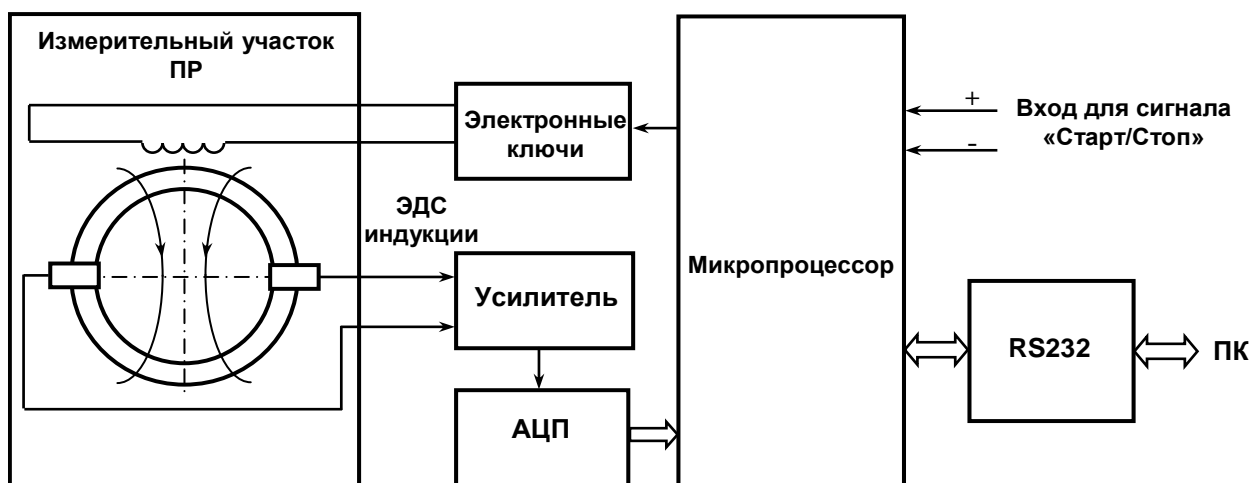 Измерительный участок
ПР
Электронные
ключи
ЭДС
индукции
Усилитель
АЦП
Микропроцессор
+
-
Вход для сигнала
«Старт/Стоп»
RS232
ПК